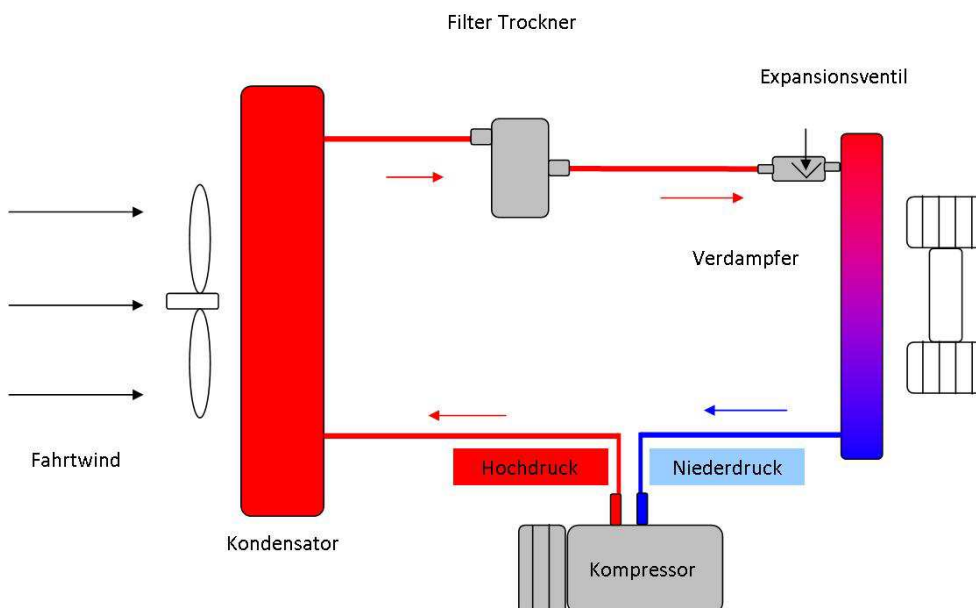 Filter Trockner
Expansionsventil
Verdampfer
Fahrtwind
Hochdruck
Niederdruck
Kondensator
Kompressor